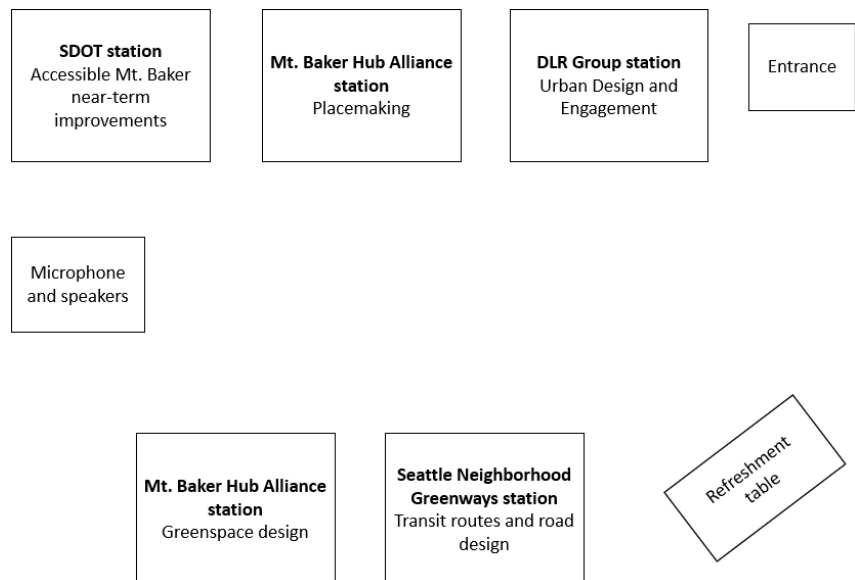 SDOT station
Accessible Mt. Baker
near-term
improvements
Mt. Baker Hub Alliance
station
Placemaking
DLR Group station
Urban Design and
Engagement
Entrance
Microphone
and speakers
Mt. Baker Hub Alliance
station
Greenspace design
Seattle Neighborhood
Greenways station
Transit routes and road
design
Refreshment
table